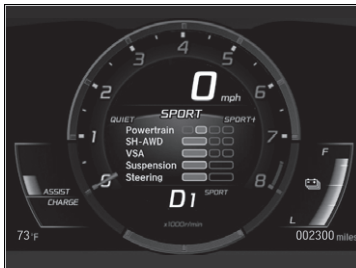 4
3
5
2
6
0 mph
SPORT
QUIET
SPORT+
1
7
Powertrain
SH-AWD
VSA
Suspension
Steering
0
8
F
ASSIST
CHARGE
D1 SPORT
L
x1000r/min
73°F
002300 miles